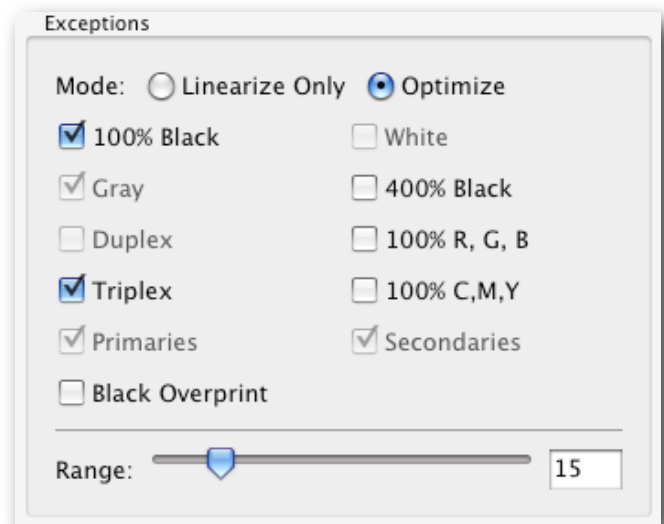 Exceptions
Mode: Linearize Only Optimize
100% Black White
Gray 400% Black
Duplex 100% R, G, B
Triplex 100% C,M,Y
Primaries Secondaries
Black Overprint
Range: 15